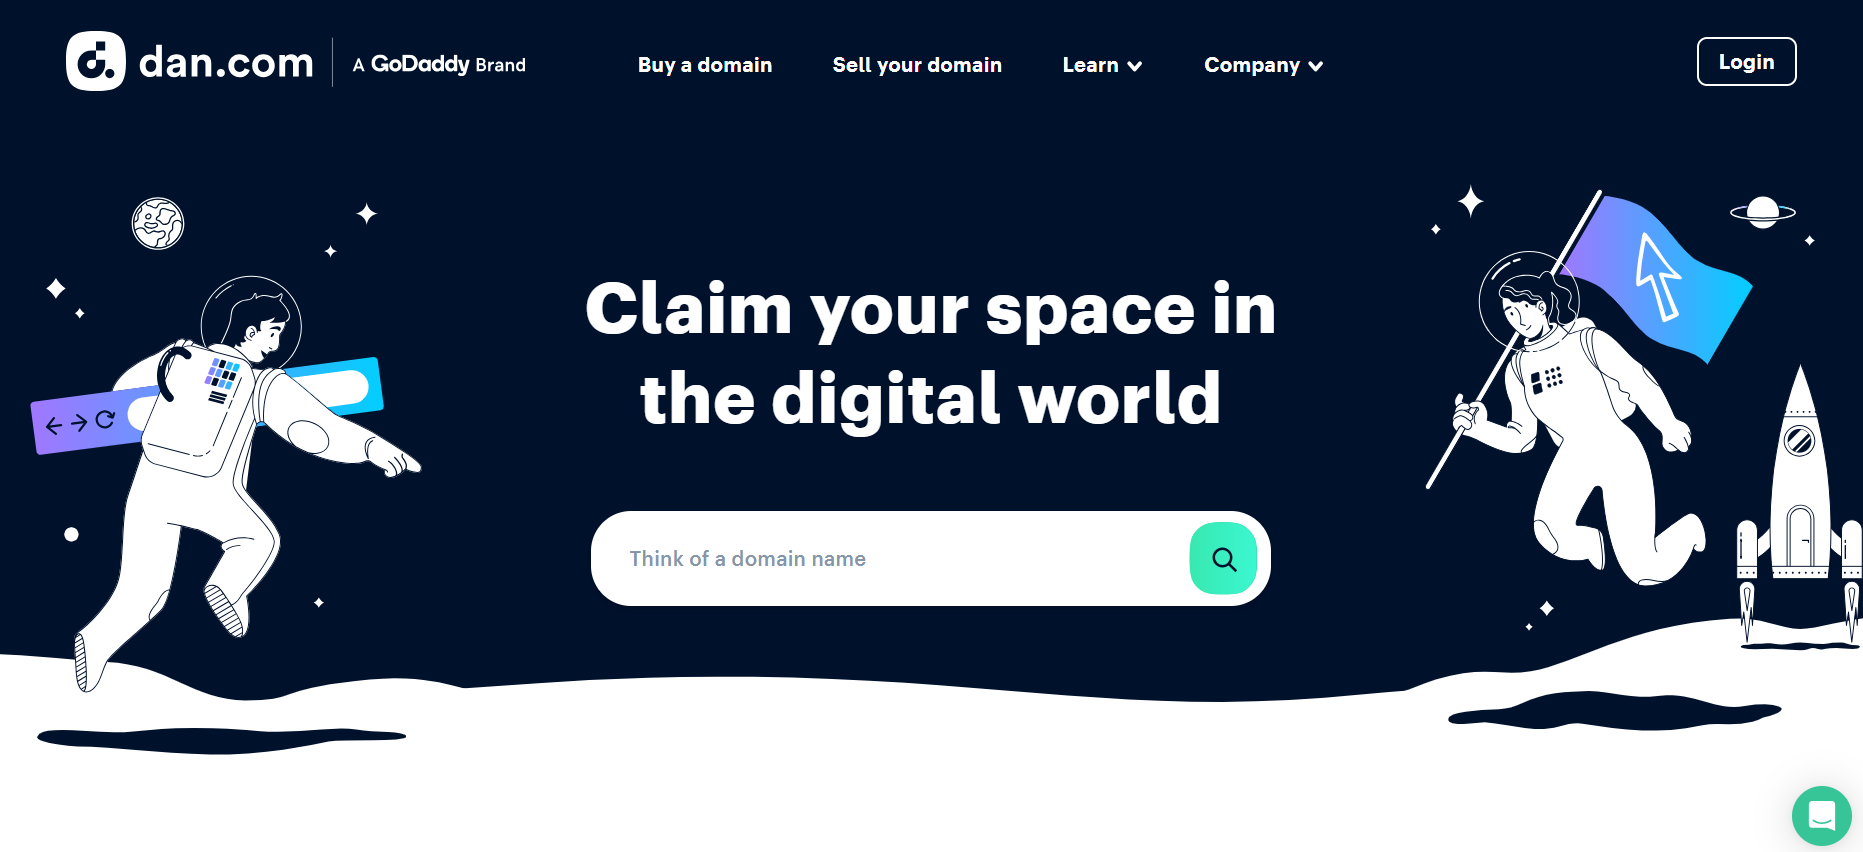 dan.com
A GoDaddy Brand
Buy a domain
Sell your domain
Learn
Company
Login
Claim your space in
the digital world
Think of a domain name